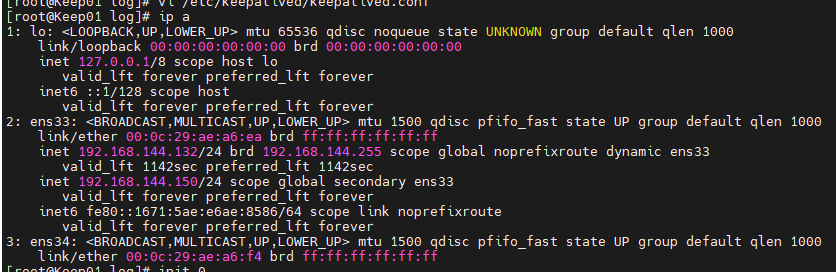 [root@Keep01 log]# vi /etc/keepalived/keepalived.conf
[root@Keep01 log]# ip a
1: lo: <LOOPBACK,UP,LOWER_UP> mtu 65536 qdisc noqueue state UNKNOWN group default qlen 1000
    link/loopback 00:00:00:00:00:00 brd 00:00:00:00:00:00
    inet 127.0.0.1/8 scope host lo
       valid_lft forever preferred_lft forever
    inet6 ::1/128 scope host
       valid_lft forever preferred_lft forever
2: ens33: <BROADCAST,MULTICAST,UP,LOWER_UP> mtu 1500 qdisc pfifo_fast state UP group default qlen 1000
    link/ether 00:0c:29:ae:a6:ea brd ff:ff:ff:ff:ff:ff
    inet 192.168.144.132/24 brd 192.168.144.255 scope global noprefixroute dynamic ens33
       valid_lft 1142sec preferred_lft 1142sec
    inet 192.168.144.150/24 scope global secondary ens33
       valid_lft forever preferred_lft forever
    inet6 fe80::1671:5ae:e6ae:8586/64 scope link noprefixroute
       valid_lft forever preferred_lft forever
3: ens34: <BROADCAST,MULTICAST,UP,LOWER_UP> mtu 1500 qdisc pfifo_fast state UP group default qlen 1000
    link/ether 00:0c:29:ae:a6:f4 brd ff:ff:ff:ff:ff:ff
[root@Keep01 log]# init 0